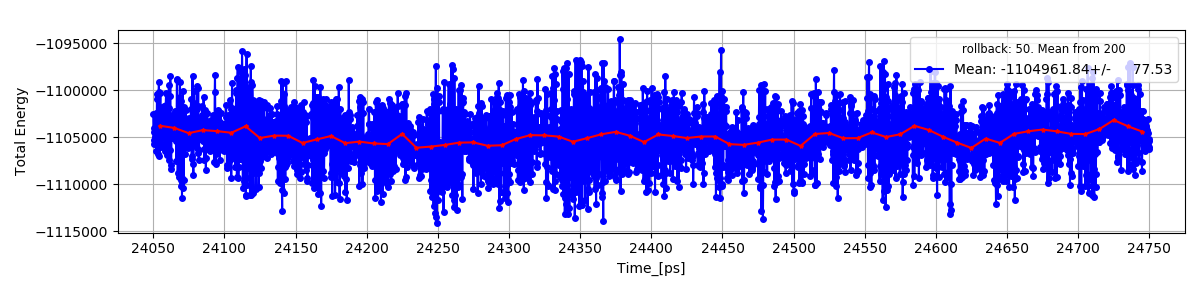 rollback: 50. Mean from 200
Mean: -1104961.84+/- 77.53
Total Energy
−1095000
−1100000
−1105000
−1110000
−1115000
24050 24100 24150 24200 24250 24300 24350 24400 24450 24500 24550 24600 24650 24700 24750
Time_[ps]